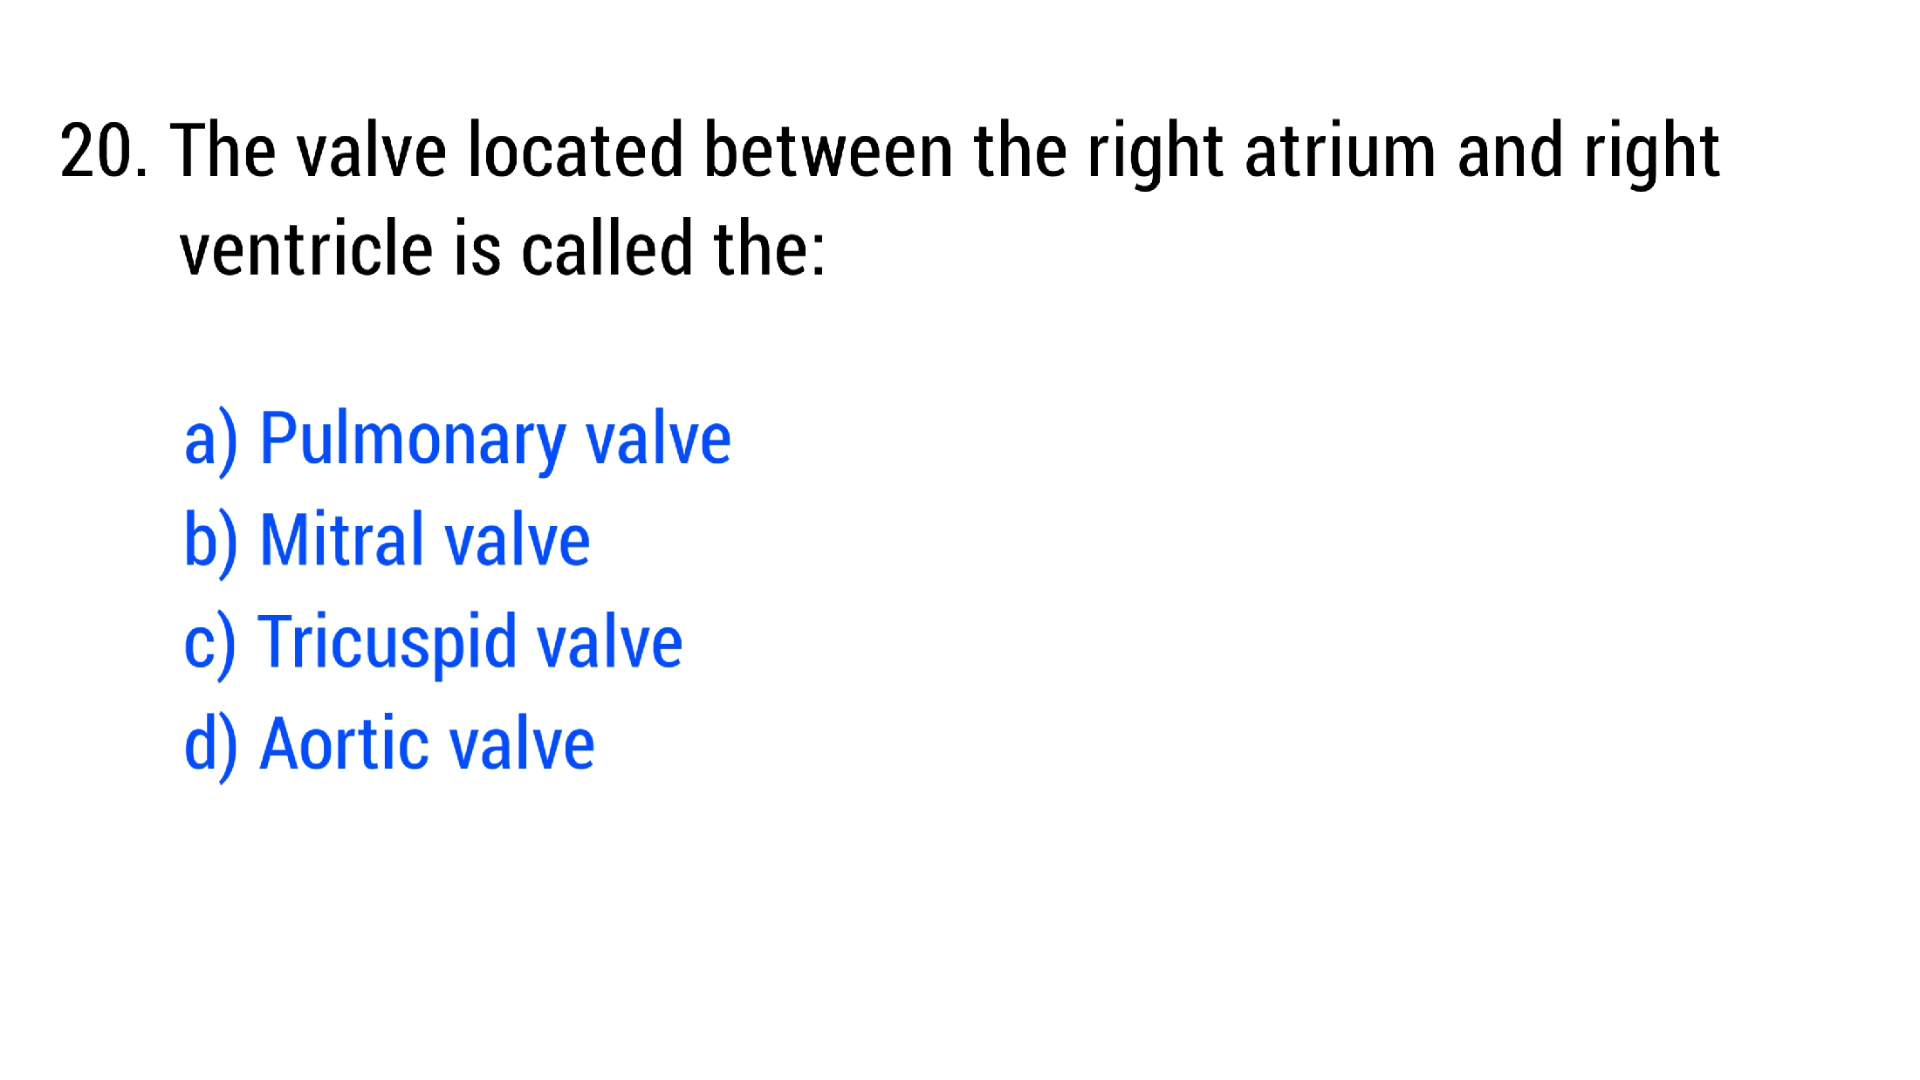 20. The valve located between the right atrium and right
ventricle is called the:
a) Pulmonary valve
b) Mitral valve
c) Tricuspid valve
d) Aortic valve